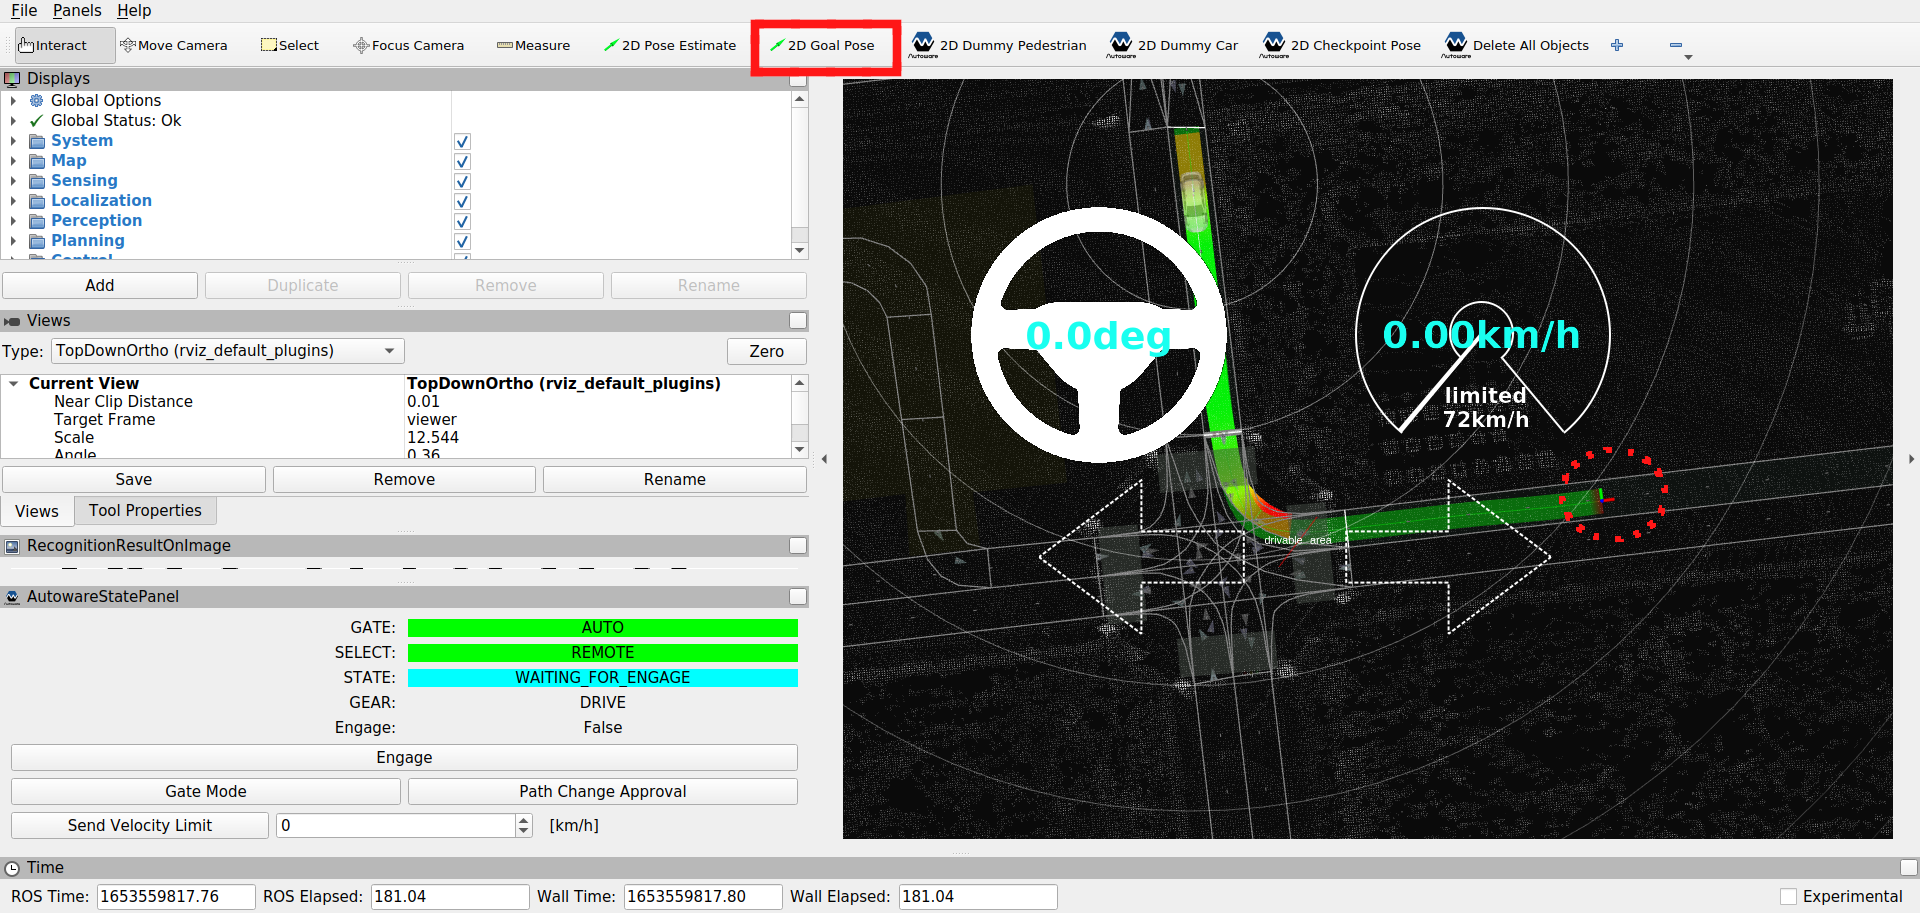 File Panels Help
Interact Move Camera Select Focus Camera Measure 2D Pose Estimate 2D Goal Pose Autoware 2D Dummy Pedestrian Autoware 2D Dummy Car Autoware 2D Checkpoint Pose Autoware Delete All Objects
Displays
Global Options
Global Status: Ok
System
Map
Sensing
Localization
Perception
Planning
Control
Add Duplicate Remove Rename
Views
Type: TopDownOrtho (rviz_default_plugins) Zero
Current View TopDownOrtho (rviz_default_plugins)
Near Clip Distance 0.01
Target Frame viewer
Scale 12.544
Angle 0.36
Save Remove Rename
Views Tool Properties
RecognitionResultOnImage
AutowareStatePanel
GATE: AUTO
SELECT: REMOTE
STATE: WAITING_FOR_ENGAGE
GEAR: DRIVE
Engage: False
Engage
Gate Mode Path Change Approval
Send Velocity Limit 0 [km/h]
0.0deg
0.00km/h
limited
72km/h
drivable_area
Time
ROS Time: 1653559817.76 ROS Elapsed: 181.04 Wall Time: 1653559817.80 Wall Elapsed: 181.04 Experimental